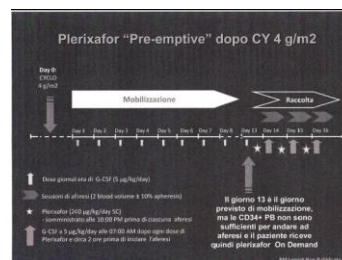 Plerixafor "Pre-emptive" dopo CY 4 g/m2
Day 0:
CYCLO
4 g/m2
Mobilizzazione
Raccolta
Day 1 Day 2 Day 3 Day 4 Day 5 Day 6 Day 7 Day 8 Day 13 Day 14 Day 15 Day 16
Dose giornaliera di G-CSF (5 µg/kg/day)
Sessioni di aferesi (2 blood volume ± 10% apheresis)
Plerixafor (240 µg/kg/day SC)
- somministrato alle 10:00 PM prima di ciascuna aferesi
G-CSF a 5 µg/kg/day alle 07:00 AM dopo ogni dose di
Plerixafor e circa 2 ore prima di iniziare l'aferesi
Il giorno 13 è il giorno
previsto di mobilizzazione,
ma le CD34+ PB non sono
sufficienti per andare ad
aferesi e il paziente riceve
quindi plerixafor On Demand